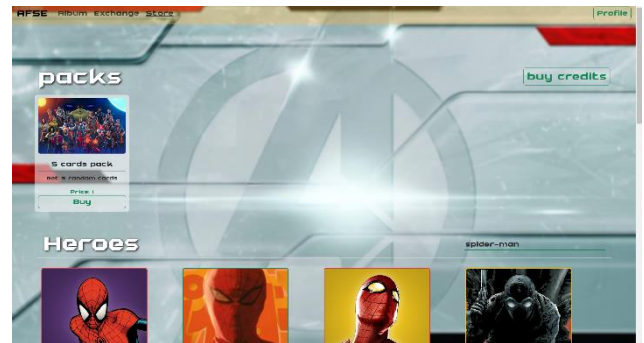 AFSE Album Exchange Store
Profile
packs
buy credits
5 cards pack
Get 5 random cards
Price: 1
Buy
Heroes
spider-man